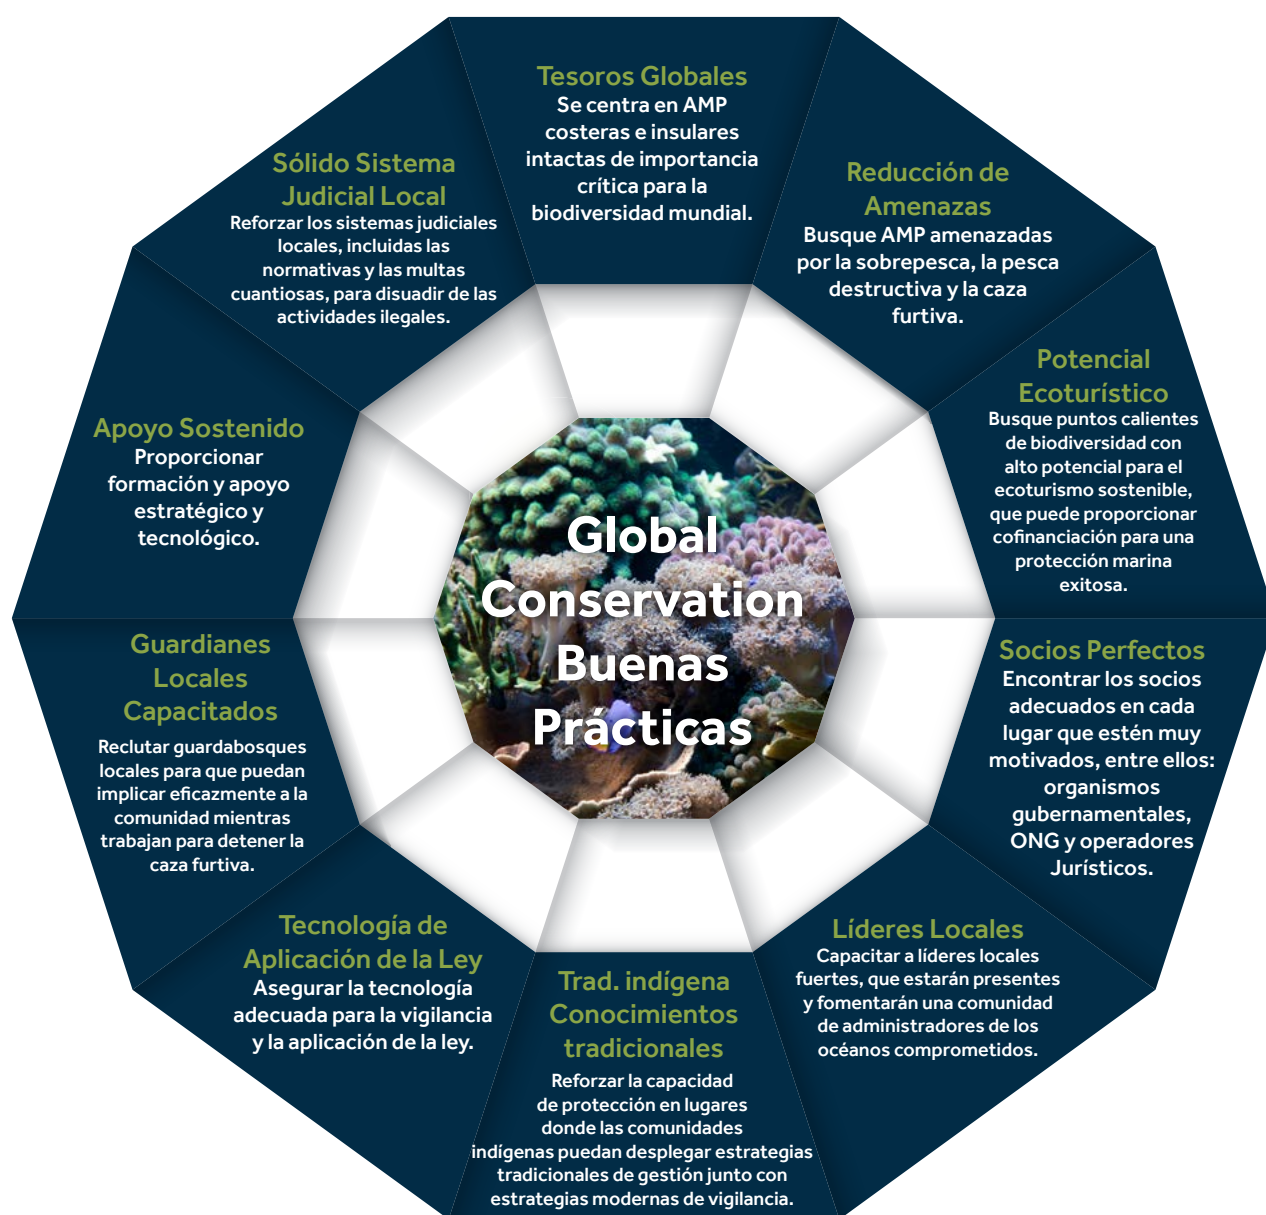 Tesoros Globales
Se centra en AMP
costeras e insulares
intactas de importancia
crítica para la
biodiversidad mundial.
Reducción de
Amenazas
Busque AMP amenazadas
por la sobrepesca, la pesca
destructiva y la caza
furtiva.
Potencial
Ecoturístico
Busque puntos calientes
de biodiversidad con
alto potencial para el
ecoturismo sostenible,
que puede proporcionar
cofinanciación para una
protección marina
exitosa.
Socios Perfectos
Encontrar los socios
adecuados en cada
lugar que estén muy
motivados, entre ellos:
organismos
gubernamentales,
ONG y operadores
Jurísticos.
Líderes Locales
Capacitar a líderes locales
fuertes, que estarán presentes
y fomentarán una comunidad
de administradores de los
océanos comprometidos.
Trad. indígena
Conocimientos
tradicionales
Reforzar la capacidad
de protección en lugares
donde las comunidades
indígenas puedan desplegar estrategias
tradicionales de gestión junto con
estrategias modernas de vigilancia.
Tecnología de
Aplicación de la Ley
Asegurar la tecnología
adecuada para la vigilancia
y la aplicación de la ley.
Guardianes
Locales
Capacitados
Reclutar guardabosques
locales para que puedan
implicar eficazmente a la
comunidad mientras
trabajan para detener la
caza furtiva.
Apoyo Sostenido
Proporcionar
formación y apoyo
estratégico y
tecnológico.
Sólido Sistema
Judicial Local
Reforzar los sistemas judiciales
locales, incluidas las
normativas y las multas
cuantiosas, para disuadir de las
actividades ilegales.
Global
Conservation
Buenas
Prácticas